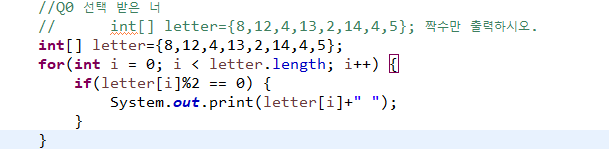 //Q0 선택 받은 너
//      int[] letter={8,12,4,13,2,14,4,5}; 짝수만 출력하시오.
int[] letter={8,12,4,13,2,14,4,5};
for(int i = 0; i < letter.length; i++) {
    if(letter[i]%2 == 0) {
        System.out.print(letter[i]+" ");
    }
}